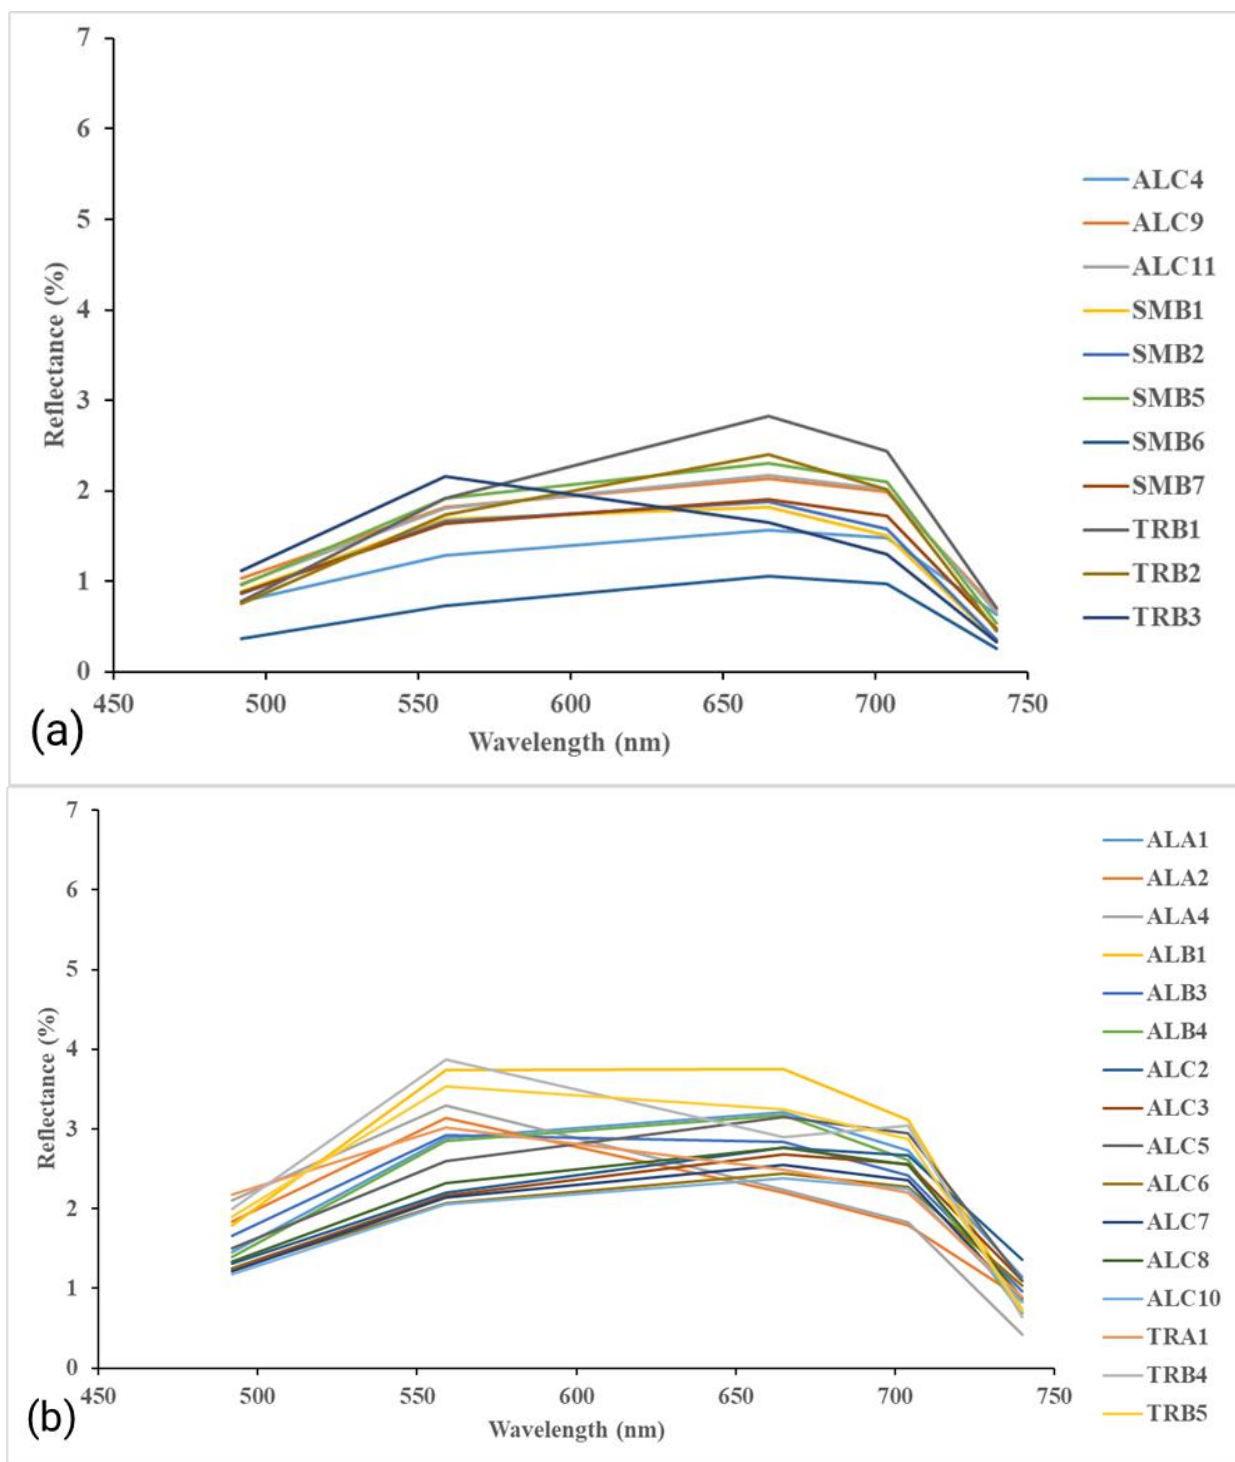 7
6
5
4
3
2
1
0
Reflectance (%)
450 500 550 600 650 700 750
Wavelength (nm)
(a)
ALC4
ALC9
ALC11
SMB1
SMB2
SMB5
SMB6
SMB7
TRB1
TRB2
TRB3
7
6
5
4
3
2
1
0
Reflectance (%)
450 500 550 600 650 700 750
Wavelength (nm)
(b)
ALA1
ALA2
ALA4
ALB1
ALB3
ALB4
ALC2
ALC3
ALC5
ALC6
ALC7
ALC8
ALC10
TRA1
TRB4
TRB5